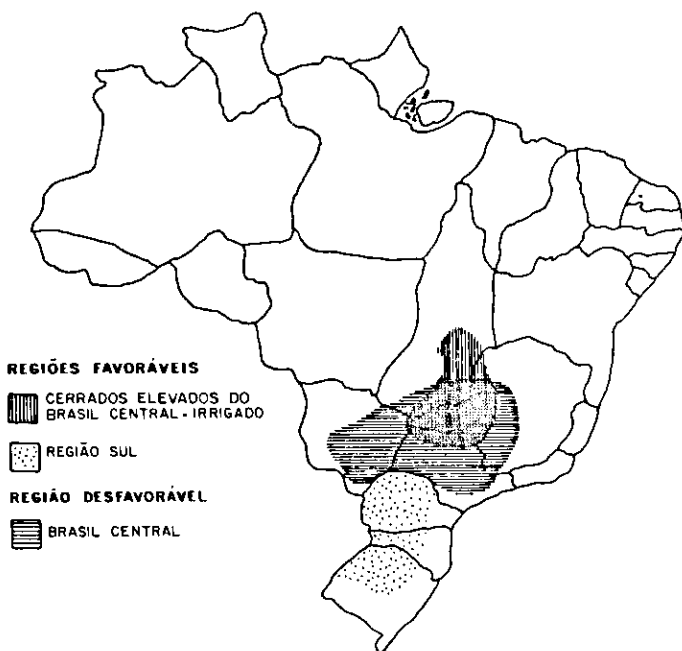 REGIÕES FAVORÁVEIS
CERRADOS ELEVADOS DO
BRASIL CENTRAL - IRRIGADO
REGIÃO SUL
REGIÃO DESFAVORÁVEL
BRASIL CENTRAL